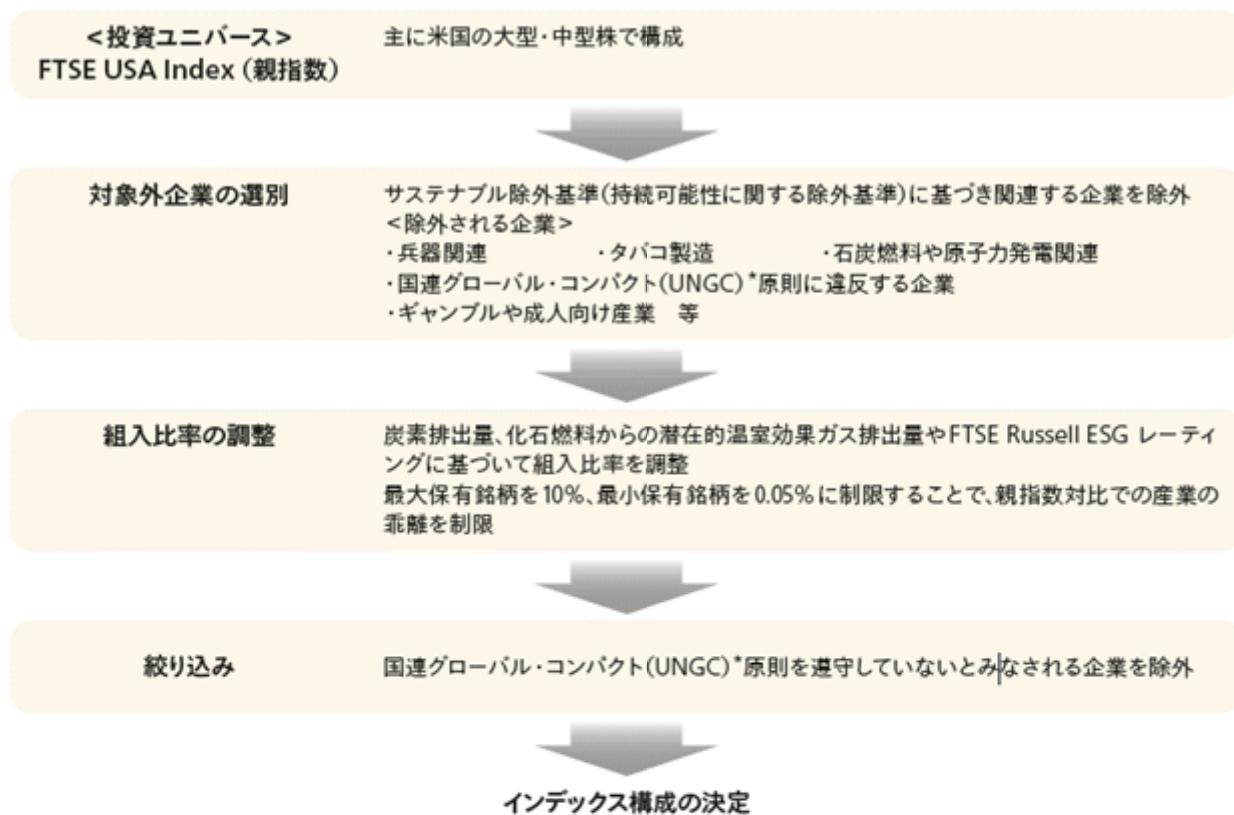 <投資ユニバース>
FTSE USA Index（親指数）
主に米国の大型・中型株で構成
対象外企業の選別
サステナブル除外基準（持続可能性に関する除外基準）に基づき関連する企業を除外
<除外される企業>
・兵器関連 ・タバコ製造 ・石炭燃料や原子力発電関連
・国連グローバル・コンパクト（UNGC）*原則に違反する企業
・ギャンブルや成人向け産業 等
組入比率の調整
炭素排出量、化石燃料からの潜在的温室効果ガス排出量やFTSE Russell ESG レーティ
ングに基づいて組入比率を調整
最大保有銘柄を10%、最小保有銘柄を0.05%に制限することで、親指数対比での産業の
乖離を制限
絞り込み
国連グローバル・コンパクト（UNGC）*原則を遵守していないとみなされる企業を除外
インデックス構成の決定